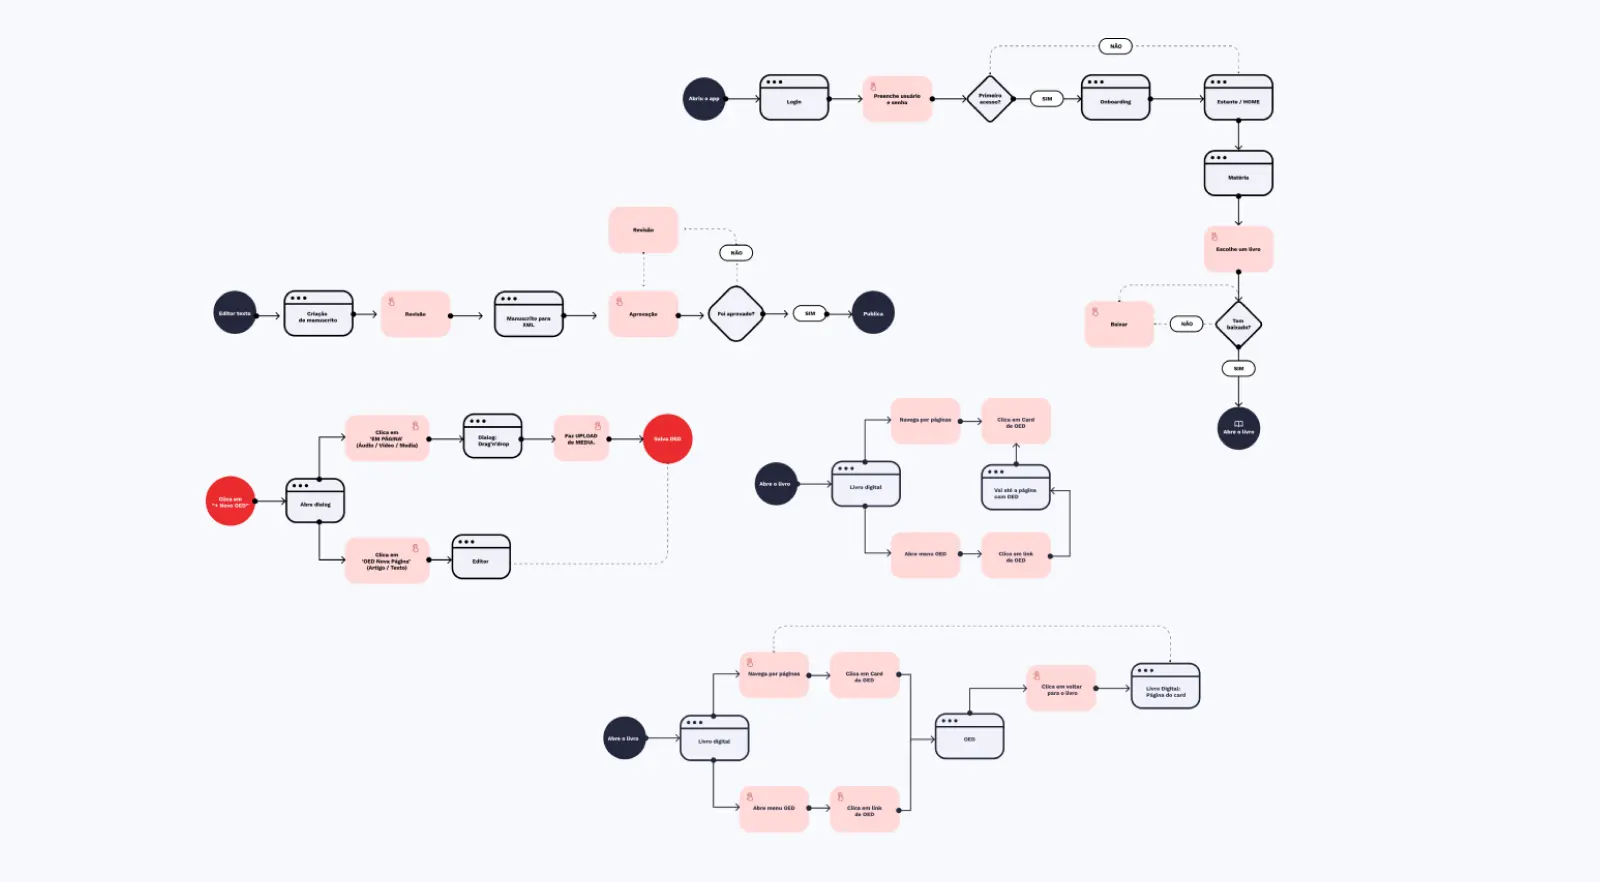 NÃO
Abriu o app
Login
Preenche usuário
e senha
Primeiro
acesso?
SIM
Onboarding
Estante / HOME
Matéria
Escolhe um livro
Baixar
NÃO
Tem
baixado?
SIM
Abre o livro
Revisão
NÃO
Editor texto
Criação
do manuscrito
Revisão
Manuscrito para
XML
Aprovação
Foi aprovado?
SIM
Publica
Clica em
"+ Novo OED"
Abre dialog
Clica em
'EM PÁGINA'
(Áudio / Vídeo / Media)
Dialog:
Drag'n'drop
Faz UPLOAD
de MEDIA.
Salva OED
Clica em
'OED Nova Página'
(Artigo / Texto)
Editor
Abre o livro
Livro digital
Navega por páginas
Clica em Card
de OED
Vai até a página
com OED
Abre menu OED
Clica em link
de OED
Abre o livro
Livro digital
Navega por páginas
Clica em Card
de OED
Abre menu OED
Clica em link
de OED
OED
Clica em voltar
para o livro
Livro Digital:
Página do card